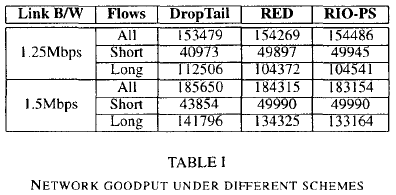 Link B/W Flows DropTail RED RIO-PS
All 153479 154269 154486
1.25Mbps Short 40973 49897 49945
Long 112506 104372 104541
All 185650 184315 183154
1.5Mbps Short 43854 49990 49990
Long 141796 134325 133164
TABLE I
NETWORK GOODPUT UNDER DIFFERENT SCHEMES